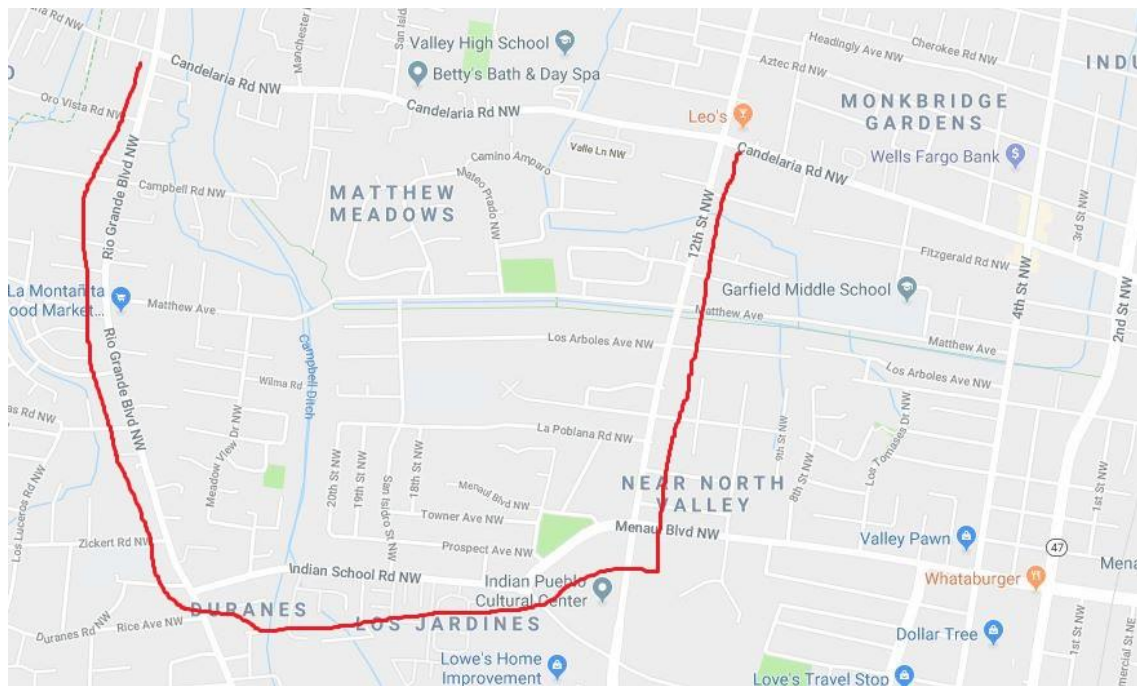 Valley High School
Betty's Bath & Day Spa
Headingly Ave NW
Cherokee Rd NW
Aztec Rd NW
INDU
Candelaria Rd NW
Oro Vista Rd NW
Candelaria Rd NW
Leo's
MONKBRIDGE
GARDENS
Wells Fargo Bank
Candelaria Rd NW
Valle Ln NW
Camino Amparo
Mateo Prado NW
Campbell Rd NW
MATTHEW
MEADOWS
Rio Grande Blvd NW
12th St NW
3rd St NW
Fitzgerald Rd NW
4th St NW
2nd St NW
Garfield Middle School
La Montañita
ood Market...
Matthew Ave
Matthew Ave
Matthew Ave
Los Arboles Ave NW
Los Arboles Ave NW
Campbell Ditch
Rio Grande Blvd NW
Wilma Rd
as Rd NW
La Poblana Rd NW
Meadow View Dr NW
9th St NW
8th St NW
Los Tomases Dr NW
20th St NW
19th St NW
San Isidro St NW
18th St NW
Menaul Blvd NW
NEAR NORTH
VALLEY
1st St NW
Los Luceros Rd NW
Towner Ave NW
Menaul Blvd NW
Valley Pawn
Zickert Rd NW
Prospect Ave NW
47
Mena
Indian School Rd NW
Indian Pueblo
Cultural Center
Whataburger
DURANES
Duranes Rd NW
Rice Ave NW
LOS JARDINES
Dollar Tree
1st St NW
Lowe's Home
Improvement
Love's Travel Stop